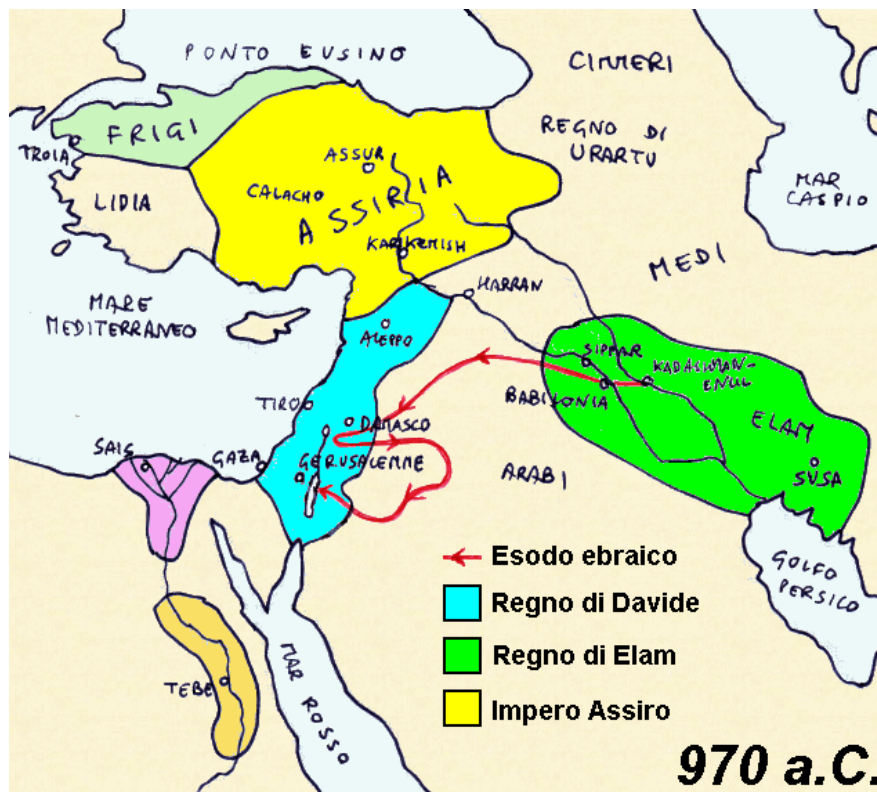 PONTO EUSINO
CIMMERI
FRIGI
TROIA
REGNO DI
URARTU
ASSUR
LIDIA
CALACHO
ASSIRIA
MAR
CASPIO
KARKEMISH
MEDI
HARRAN
MARE
MEDITERRANEO
ALEPPO
SIPPAR
KADASHMAN-
ENLIL
BABILONIA
TIRO
DAMASCO
ELAM
SAIS
GAZA
GERUSALEMME
ARABI
SUSA
GOLFO
PERSICO
TEBE
MAR ROSSO
Esodo ebraico
Regno di Davide
Regno di Elam
Impero Assiro
970 a.C.